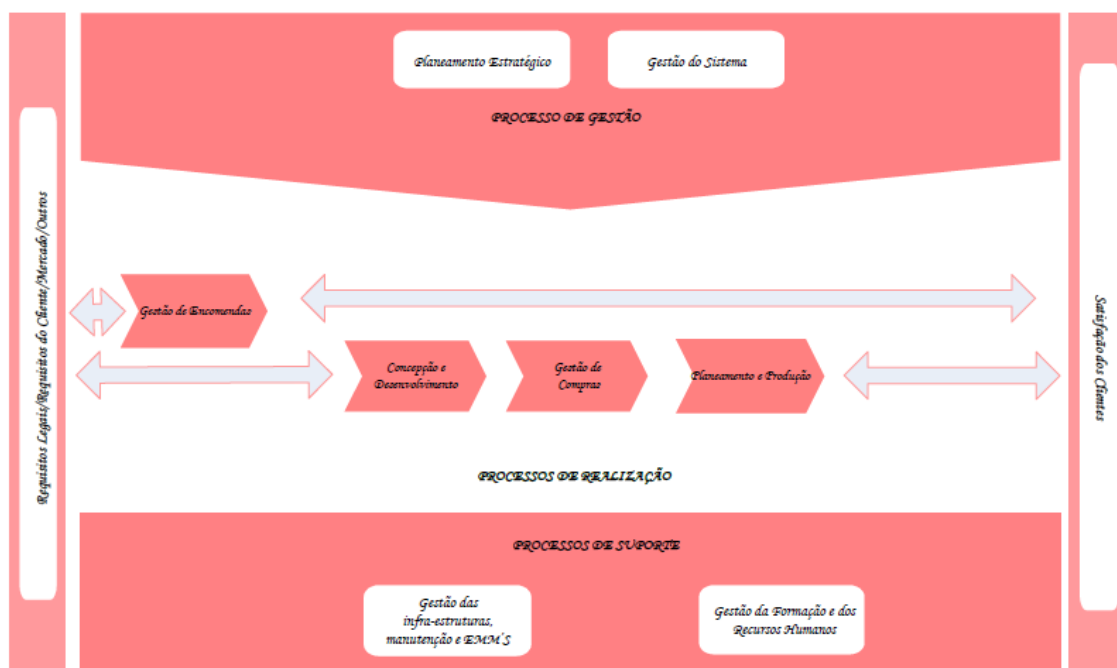 Planeamento Estratégico
Gestão do Sistema
PROCESSO DE GESTÃO
Requisitos Legais/Requisitos do Cliente/Mercado/Outros
Gestão de Encomendas
Concepção e
Desenvolvimento
Gestão de
Compras
Planeamento e Produção
Satisfação dos Clientes
PROCESSOS DE REALIZAÇÃO
PROCESSOS DE SUPORTE
Gestão das
infra-estruturas,
manutenção e EMM'S
Gestão da Formação e dos
Recursos Humanos